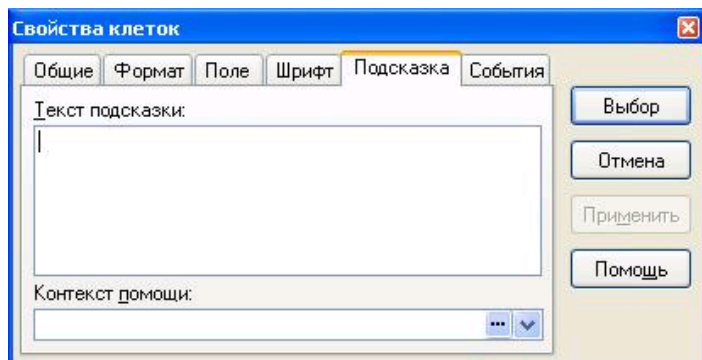 Свойства клеток
Общие Формат Поле Шрифт Подсказка События
Текст подсказки:
Выбор
Отмена
Применить
Помощь
Контекст помощи:
...